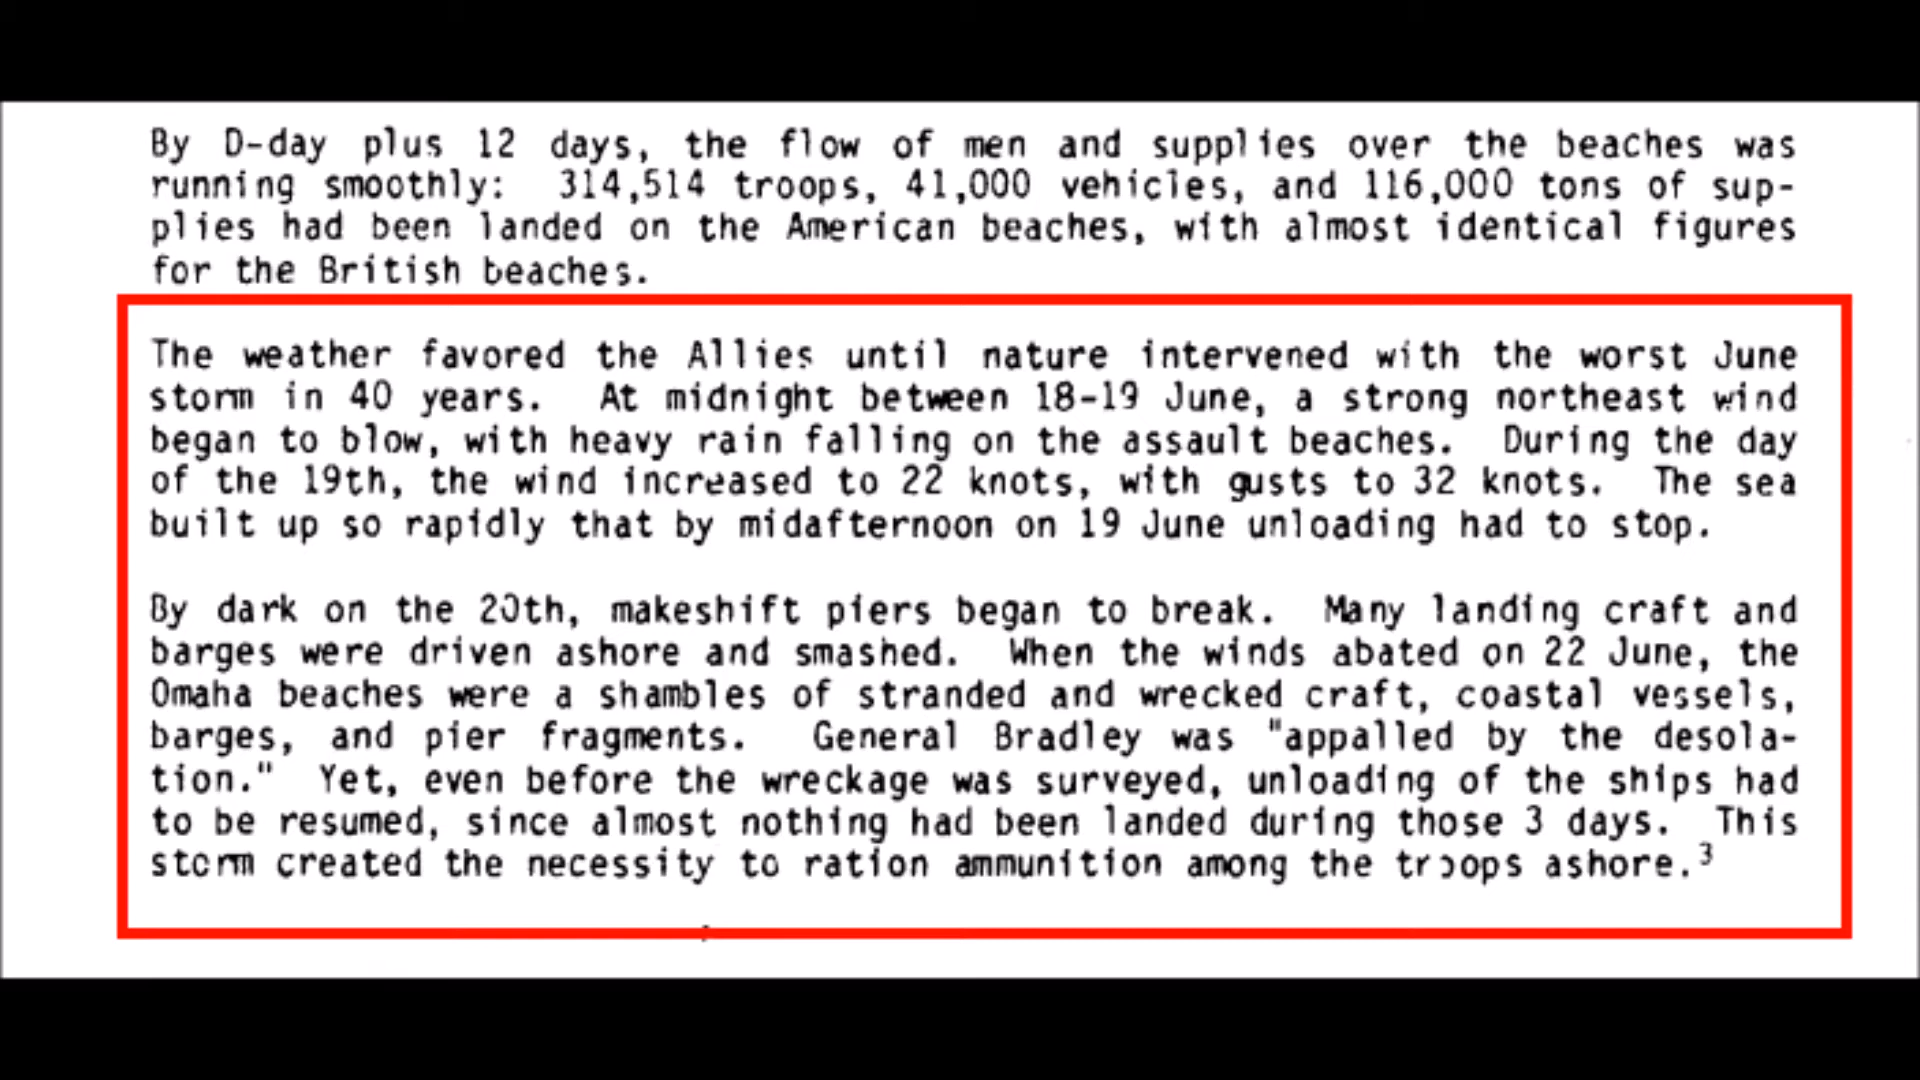 By D-day plus 12 days, the flow of men and supplies over the beaches was
running smoothly: 314,514 troops, 41,000 vehicles, and 116,000 tons of sup-
plies had been landed on the American beaches, with almost identical figures
for the British beaches.
The weather favored the Allies until nature intervened with the worst June
storm in 40 years. At midnight between 18-19 June, a strong northeast wind
began to blow, with heavy rain falling on the assault beaches. During the day
of the 19th, the wind increased to 22 knots, with gusts to 32 knots. The sea
built up so rapidly that by midafternoon on 19 June unloading had to stop.
By dark on the 20th, makeshift piers began to break. Many landing craft and
barges were driven ashore and smashed. When the winds abated on 22 June, the
Omaha beaches were a shambles of stranded and wrecked craft, coastal vessels,
barges, and pier fragments. General Bradley was "appalled by the desola-
tion." Yet, even before the wreckage was surveyed, unloading of the ships had
to be resumed, since almost nothing had been landed during those 3 days. This
storm created the necessity to ration ammunition among the troops ashore.3